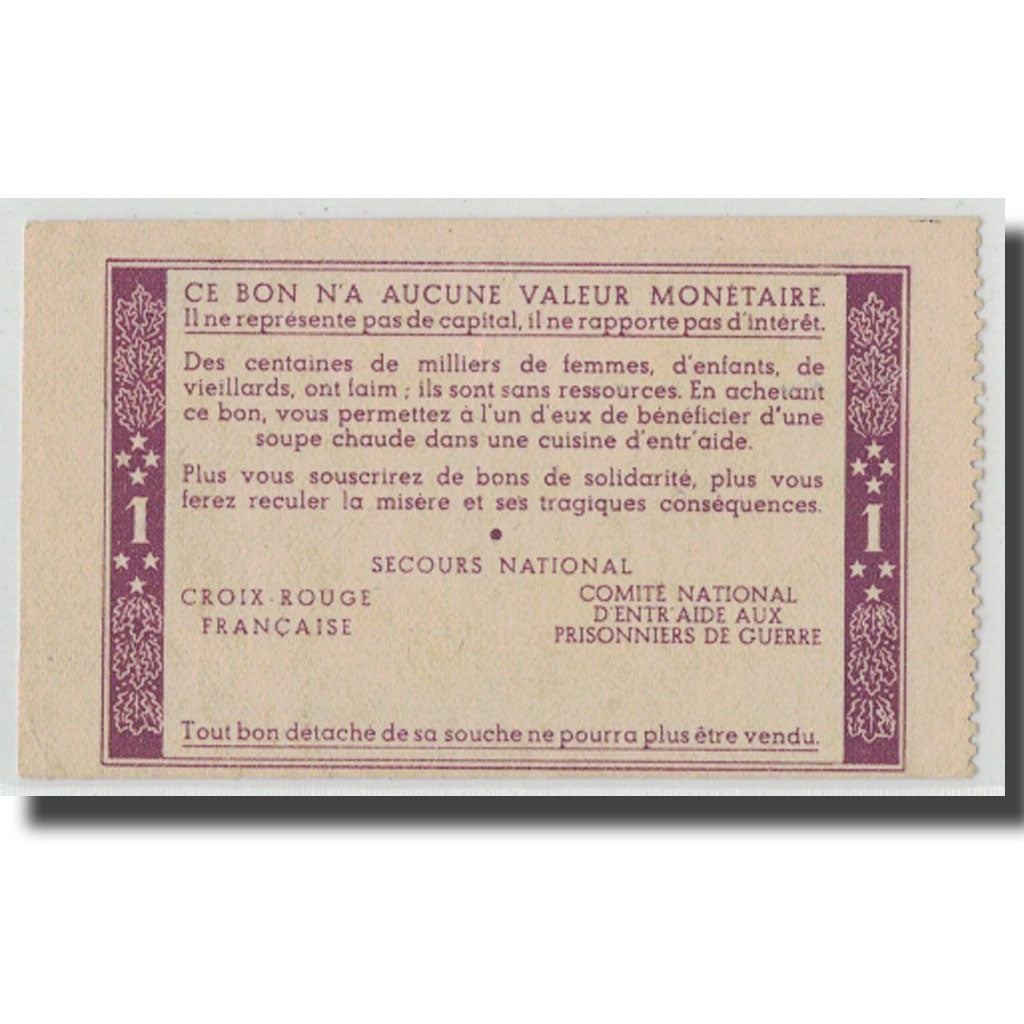 CE BON N'A AUCUNE VALEUR MONÉTAIRE.
Il ne représente pas de capital, il ne rapporte pas d'intérêt.
Des centaines de milliers de femmes, d'enfants, de
vieillards, ont faim ; ils sont sans ressources. En achetant
ce bon, vous permettez à l'un d'eux de bénéficier d'une
soupe chaude dans une cuisine d'entr'aide.
Plus vous souscrirez de bons de solidarité, plus vous
ferez reculer la misère et ses tragiques conséquences.
1
1
SECOURS NATIONAL
CROIX-ROUGE
FRANÇAISE
COMITÉ NATIONAL
D'ENTR'AIDE AUX
PRISONNIERS DE GUERRE
Tout bon détaché de sa souche ne pourra plus être vendu.